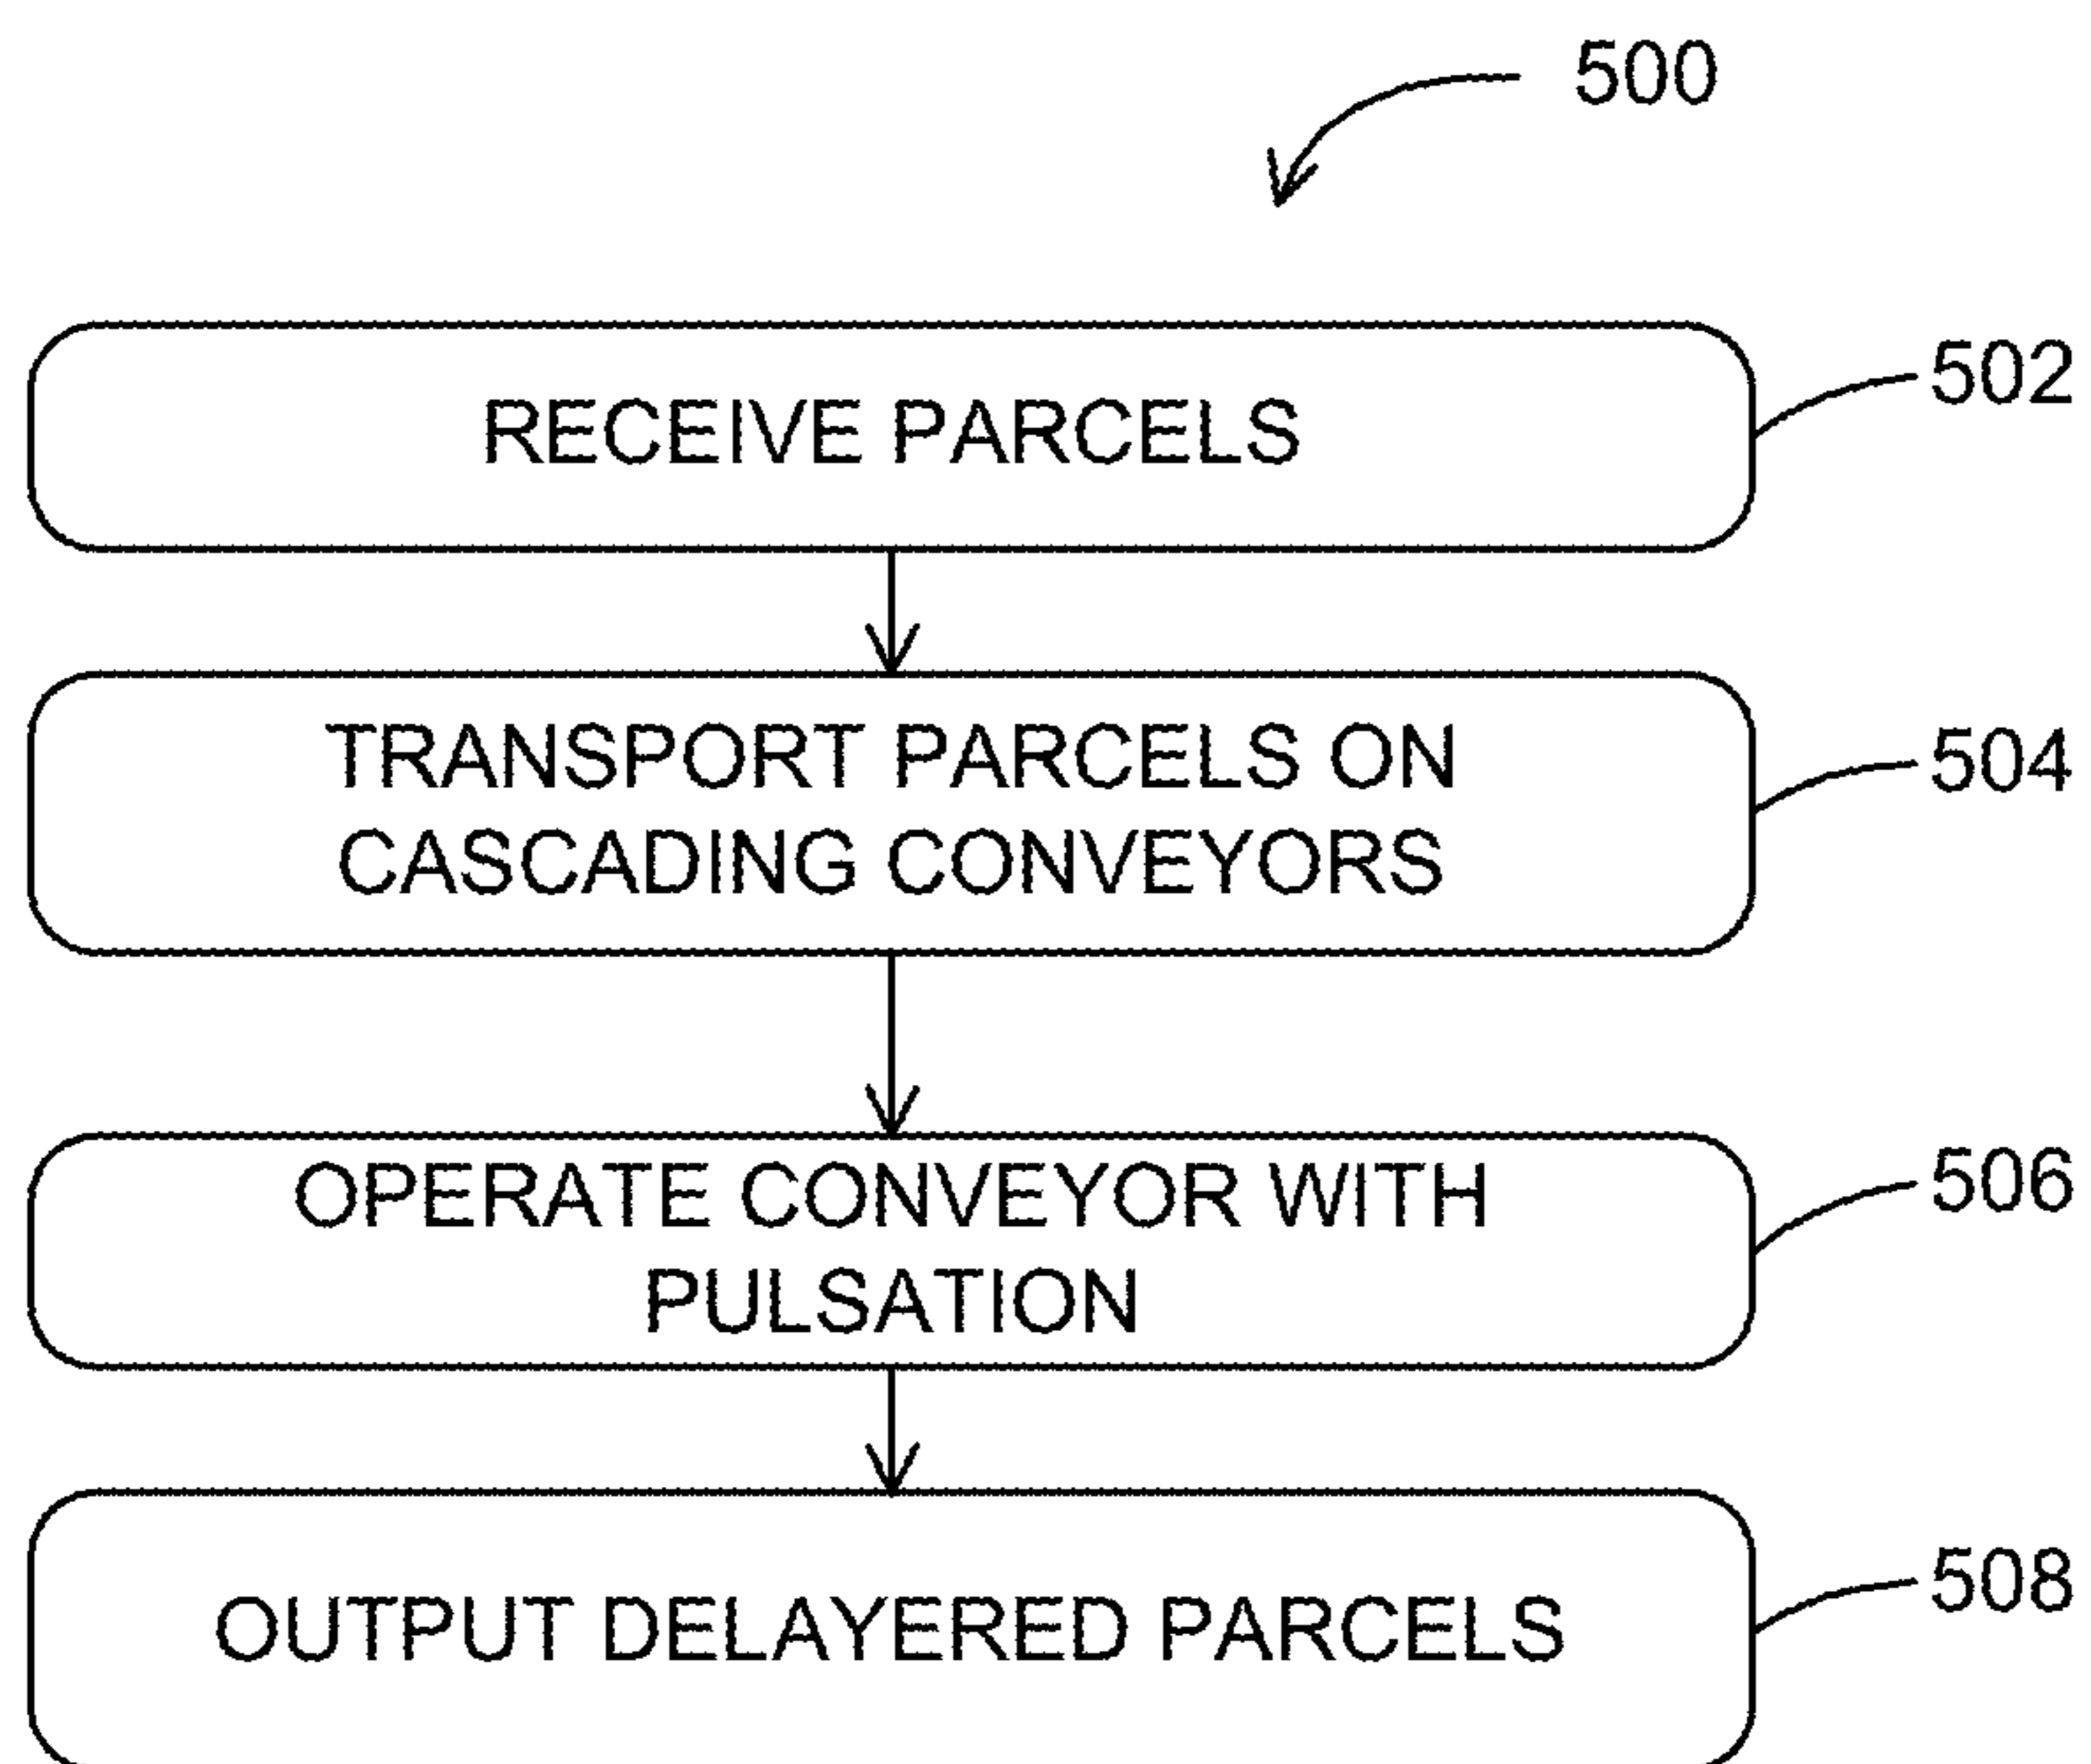 500
RECEIVE PARCELS
502
TRANSPORT PARCELS ON
CASCADING CONVEYORS
504
OPERATE CONVEYOR WITH
PULSATION
506
OUTPUT DELAYERED PARCELS
508